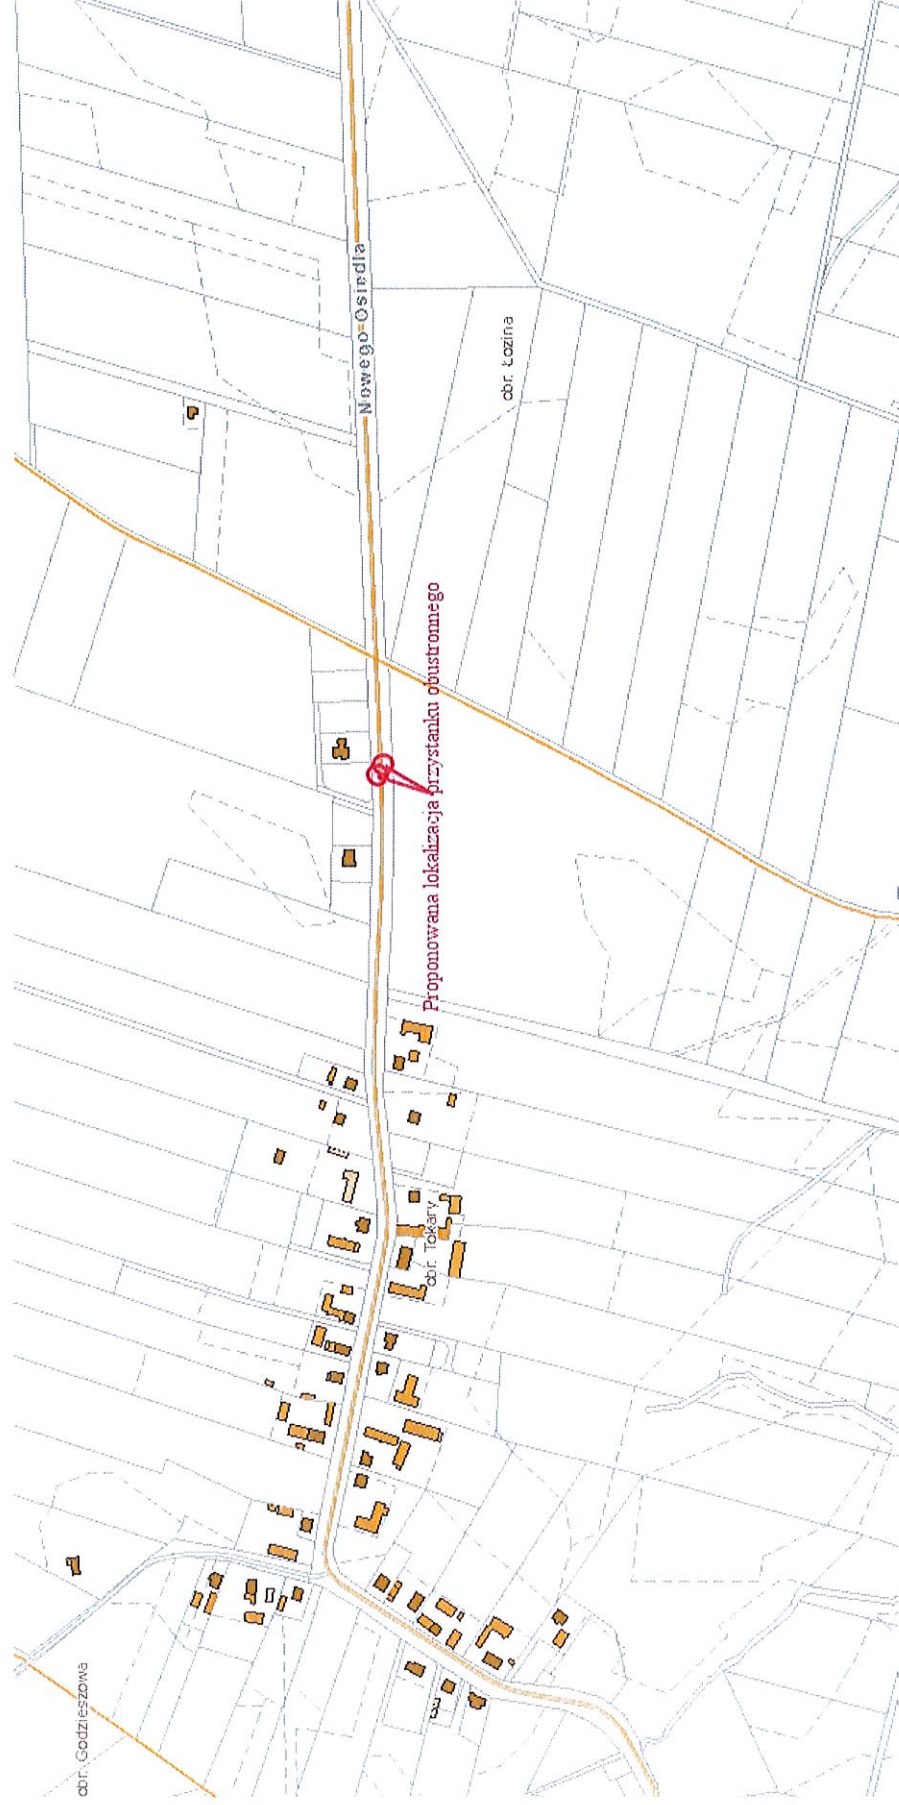 Nowego Osiedla
obr. Łozina
Proponowana lokalizacja przystanku obustronnego
obr. Tokary
obr. Godzieszowa